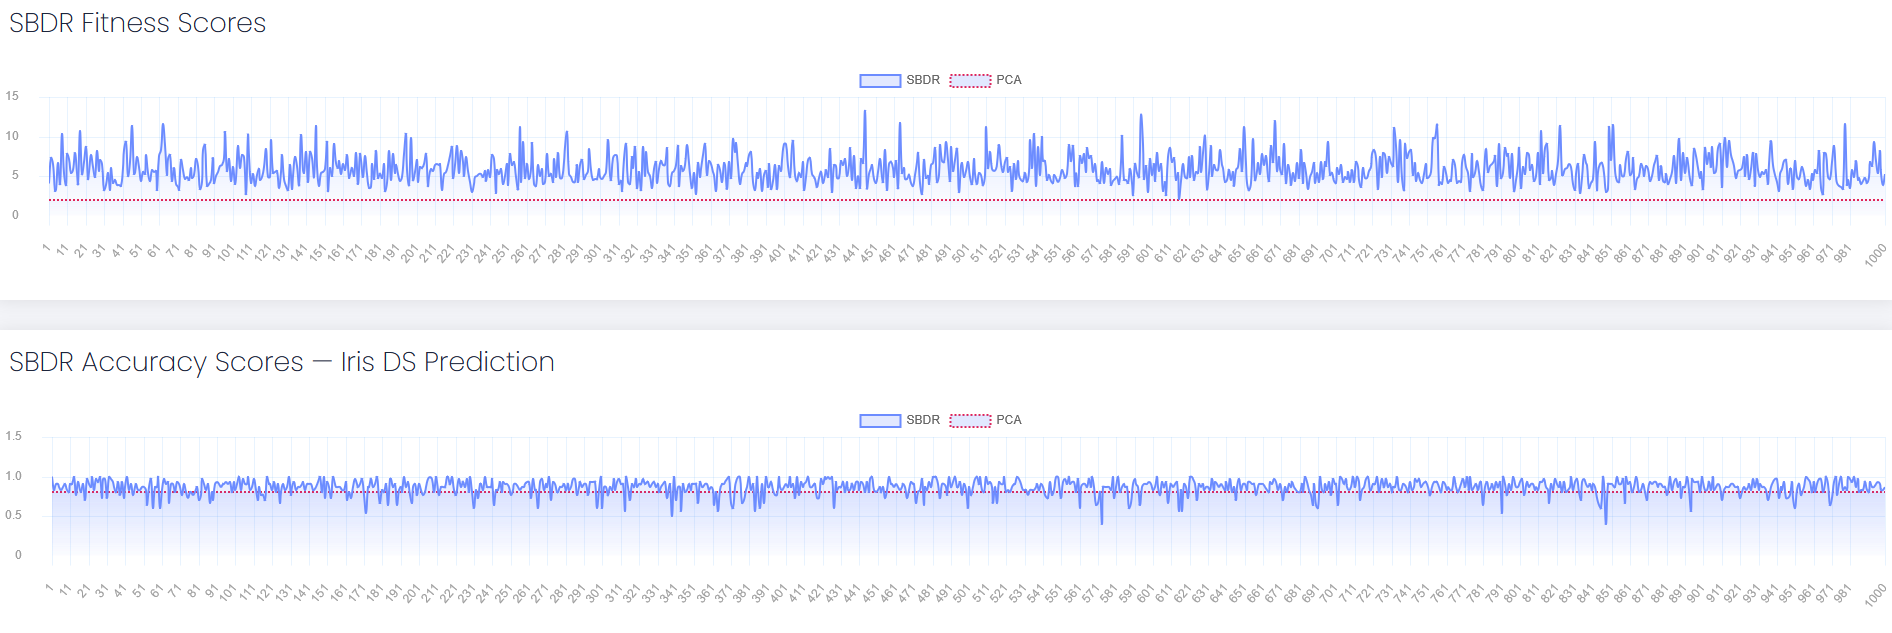 SBDR Fitness Scores
SBDR PCA
15
10
5
0
1 11 21 31 41 51 61 71 81 91 101 111 121 131 141 151 161 171 181 191 201 211 221 231 241 251 261 271 281 291 301 311 321 331 341 351 361 371 381 391 401 411 421 431 441 451 461 471 481 491 501 511 521 531 541 551 561 571 581 591 601 611 621 631 641 651 661 671 681 691 701 711 721 731 741 751 761 771 781 791 801 811 821 831 841 851 861 871 881 891 901 911 921 931 941 951 961 971 981 1000
SBDR Accuracy Scores — Iris DS Prediction
SBDR PCA
1.5
1.0
0.5
0
1 11 21 31 41 51 61 71 81 91 101 111 121 131 141 151 161 171 181 191 201 211 221 231 241 251 261 271 281 291 301 311 321 331 341 351 361 371 381 391 401 411 421 431 441 451 461 471 481 491 501 511 521 531 541 551 561 571 581 591 601 611 621 631 641 651 661 671 681 691 701 711 721 731 741 751 761 771 781 791 801 811 821 831 841 851 861 871 881 891 901 911 921 931 941 951 961 971 981 1000